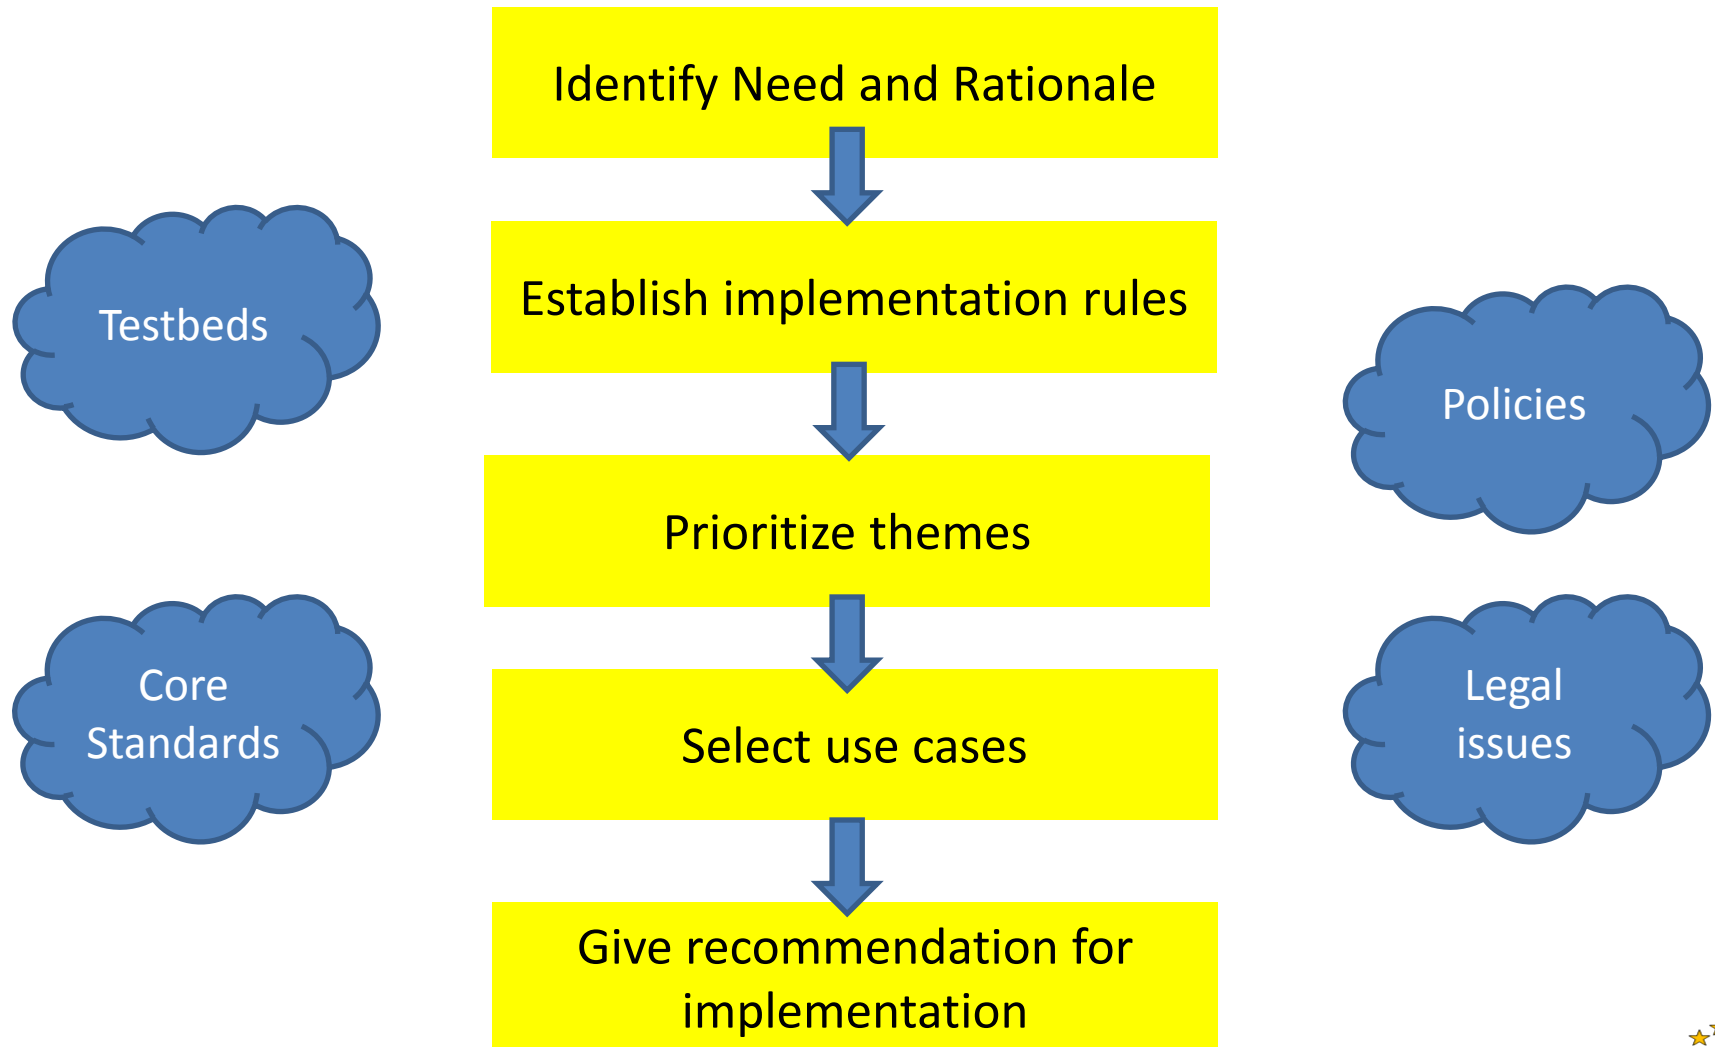 Identify Need and Rationale
Establish implementation rules
Testbeds
Policies
Prioritize themes
Core
Standards
Select use cases
Legal
issues
Give recommendation for
implementation